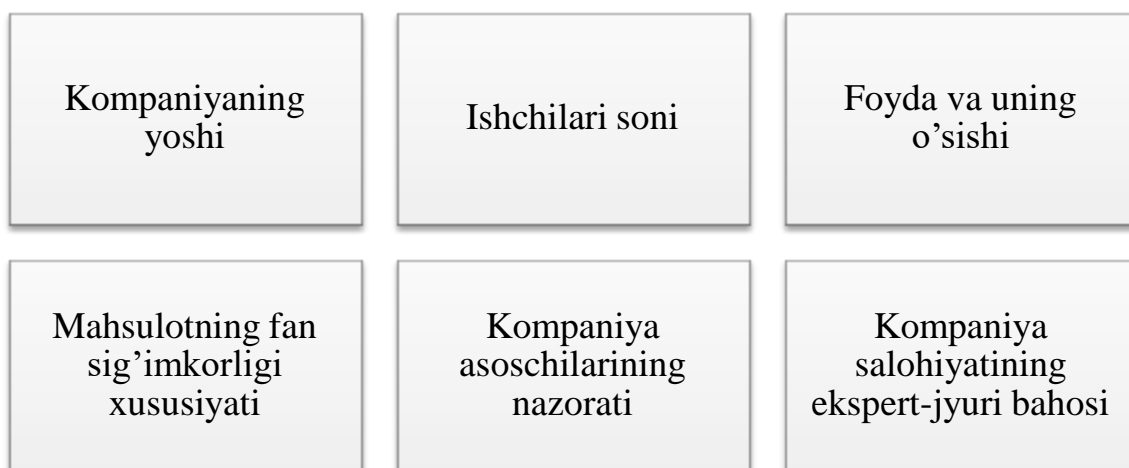 Kompaniyaning
yoshi
Ishchilari soni
Foyda va uning
o’sishi
Mahsulotning fan
sig’imkorligi
xususiyati
Kompaniya
asoschilarining
nazorati
Kompaniya
salohiyatining
ekspert-jyuri bahosi